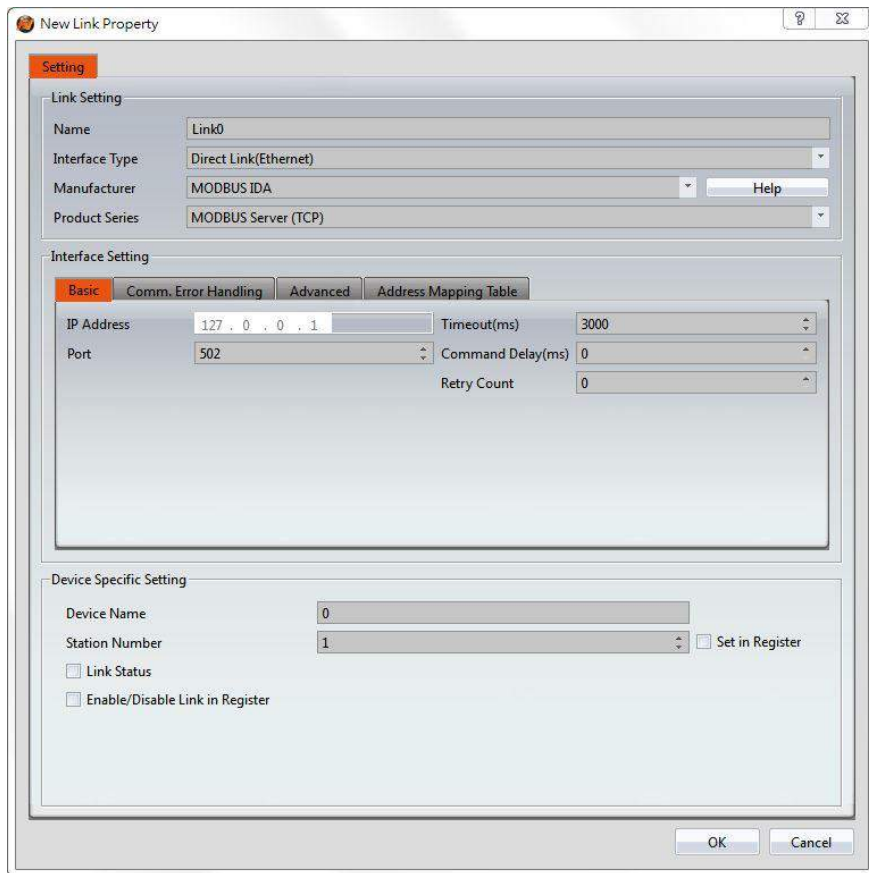 New Link Property
Setting
Link Setting
Name Link0
Interface Type Direct Link(Ethernet)
Manufacturer MODBUS IDA Help
Product Series MODBUS Server (TCP)
Interface Setting
Basic Comm. Error Handling Advanced Address Mapping Table
IP Address 127 . 0 . 0 . 1 Timeout(ms) 3000
Port 502 Command Delay(ms) 0
Retry Count 0
Device Specific Setting
Device Name 0
Station Number 1 Set in Register
Link Status
Enable/Disable Link in Register
OK Cancel